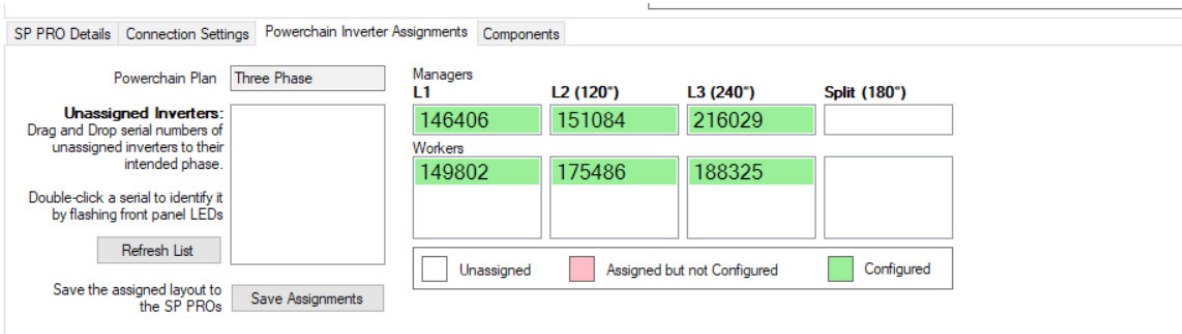 SP PRO Details Connection Settings Powerchain Inverter Assignments Components
Powerchain Plan Three Phase
Unassigned Inverters:
Drag and Drop serial numbers of
unassigned inverters to their
intended phase.
Double-click a serial to identify it
by flashing front panel LEDs
Refresh List
Save the assigned layout to
the SP PROs
Save Assignments
Managers
L1 L2 (120°) L3 (240°) Split (180°)
146406 151084 216029
Workers
149802 175486 188325
Unassigned Assigned but not Configured Configured